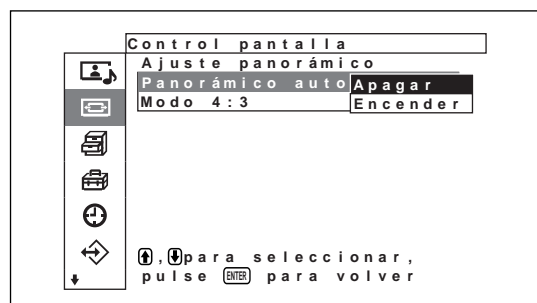 Control pantalla
Ajuste panorámico
Panorámico auto Apagar
Modo 4:3 Encender
, para seleccionar,
pulse ENTER para volver